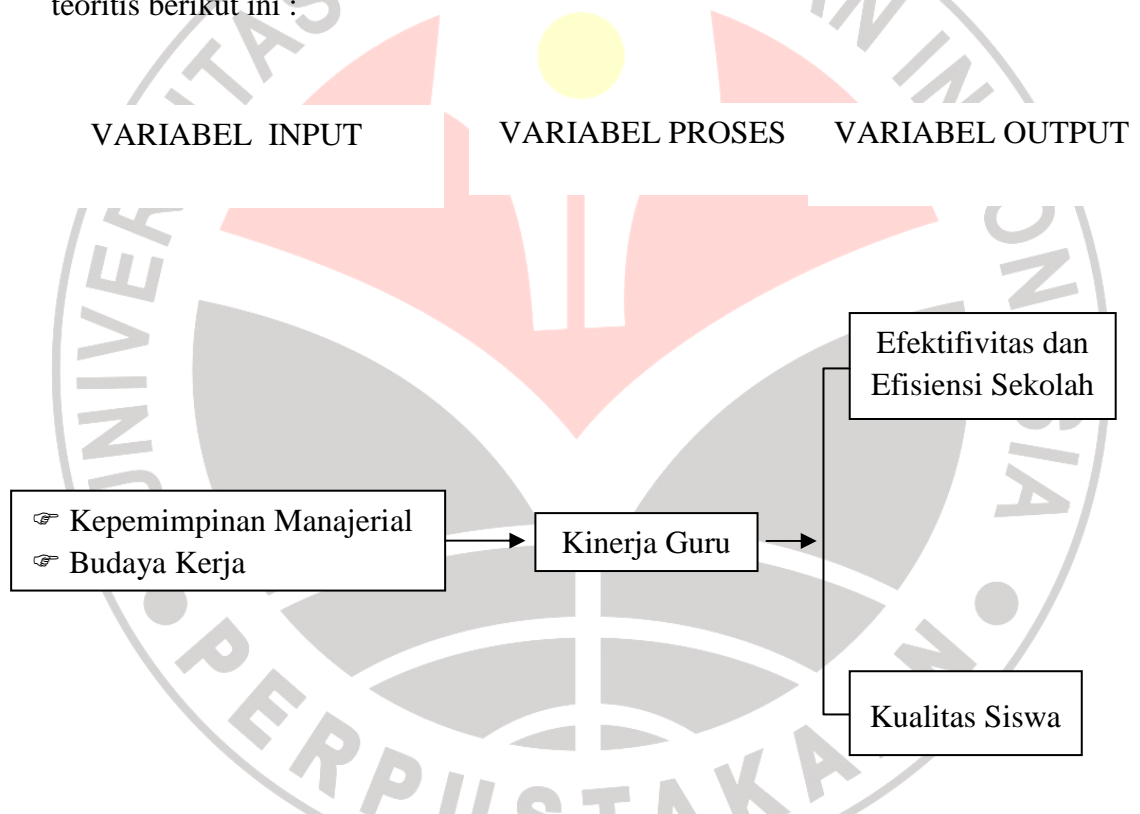 teoritis berikut ini :
VARIABEL INPUT
VARIABEL PROSES
VARIABEL OUTPUT
Efektifivitas dan
Efisiensi Sekolah
☞ Kepemimpinan Manajerial
☞ Budaya Kerja
Kinerja Guru
Kualitas Siswa
PERPUSTAKAAN